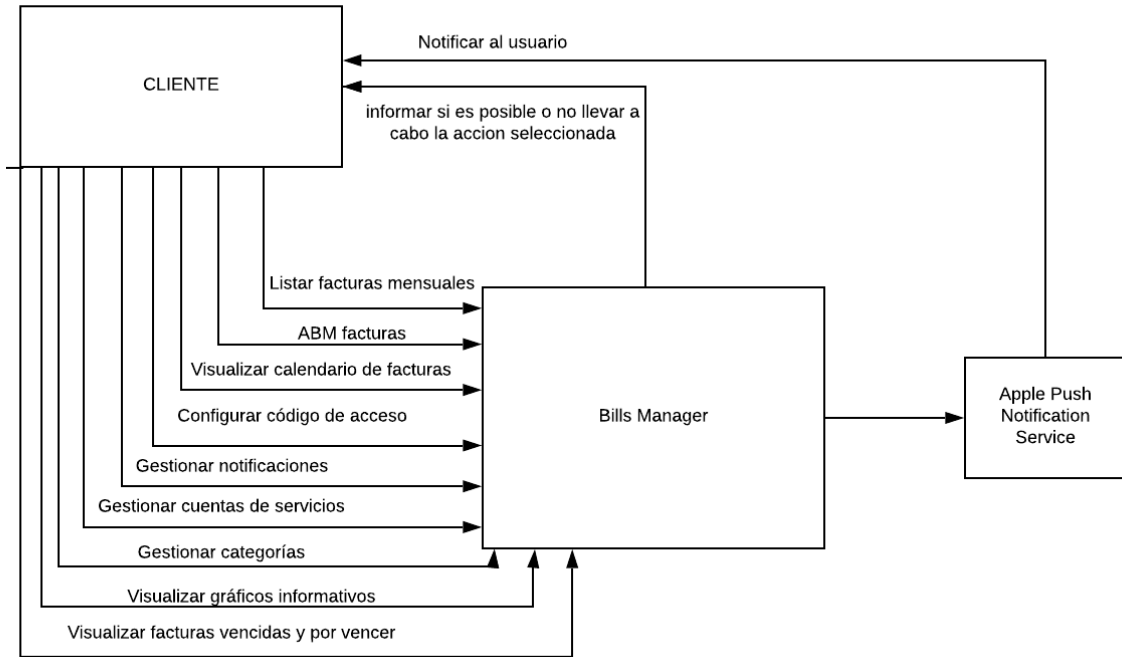 Notificar al usuario
CLIENTE
informar si es posible o no llevar a
cabo la accion seleccionada
Listar facturas mensuales
ABM facturas
Visualizar calendario de facturas
Configurar código de acceso
Gestionar notificaciones
Gestionar cuentas de servicios
Gestionar categorías
Visualizar gráficos informativos
Visualizar facturas vencidas y por vencer
Bills Manager
Apple Push
Notification
Service